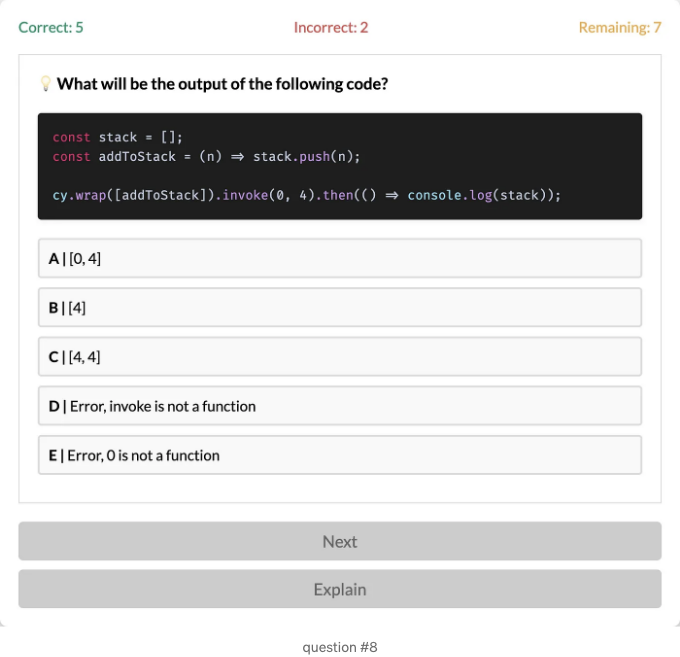 Correct: 5
Incorrect: 2
Remaining: 7
💡 What will be the output of the following code?
const stack = [];
const addToStack = (n) => stack.push(n);
cy.wrap([addToStack]).invoke(0, 4).then(() => console.log(stack));
A | [0, 4]
B | [4]
C | [4, 4]
D | Error, invoke is not a function
E | Error, 0 is not a function
Next
Explain
question #8